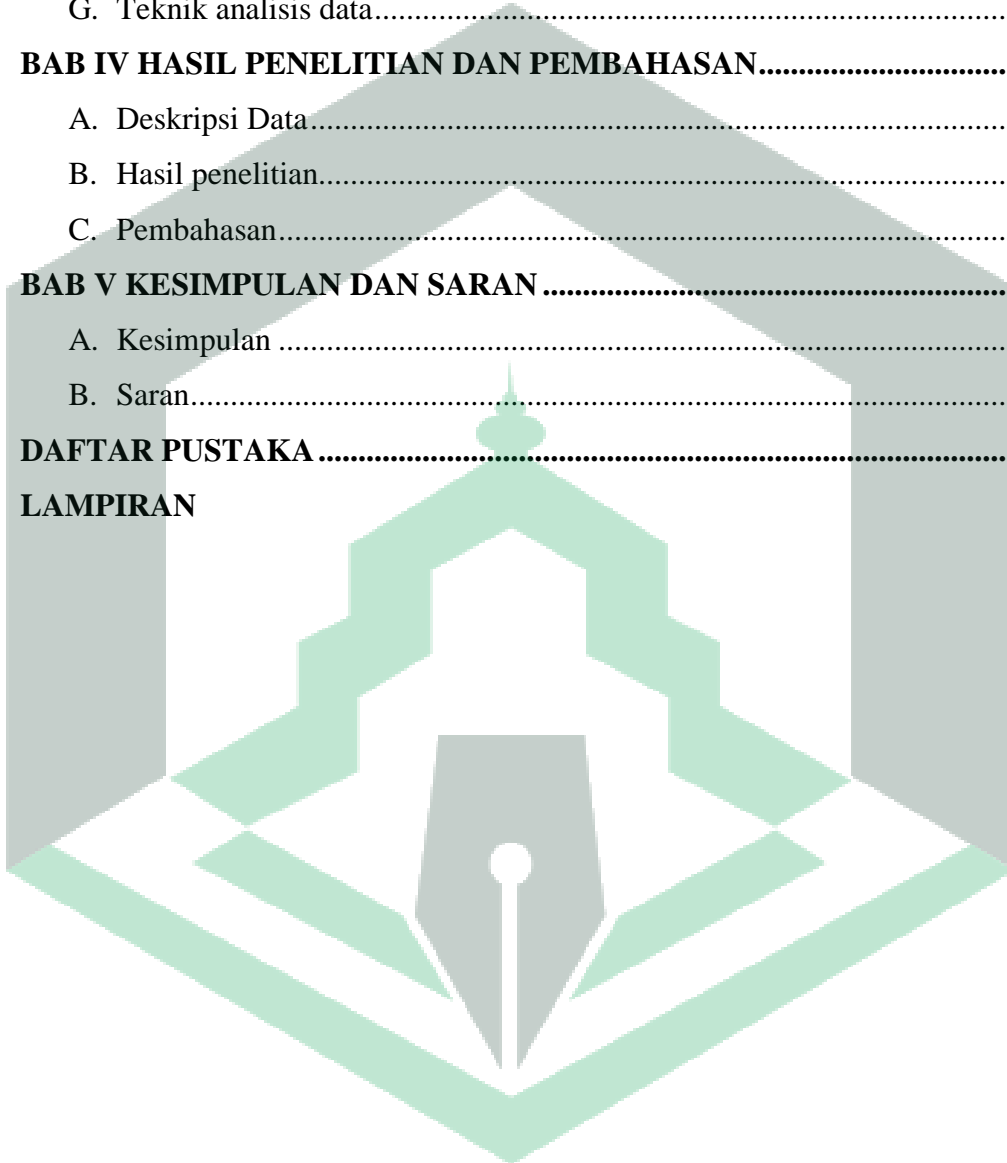 G. Teknik analisis data..........................................................................
BAB IV HASIL PENELITIAN DAN PEMBAHASAN..............................
A. Deskripsi Data..................................................................................
B. Hasil penelitian.................................................................................
C. Pembahasan......................................................................................
BAB V KESIMPULAN DAN SARAN..........................................................
A. Kesimpulan ......................................................................................
B. Saran.................................................................................................
DAFTAR PUSTAKA......................................................................................
LAMPIRAN